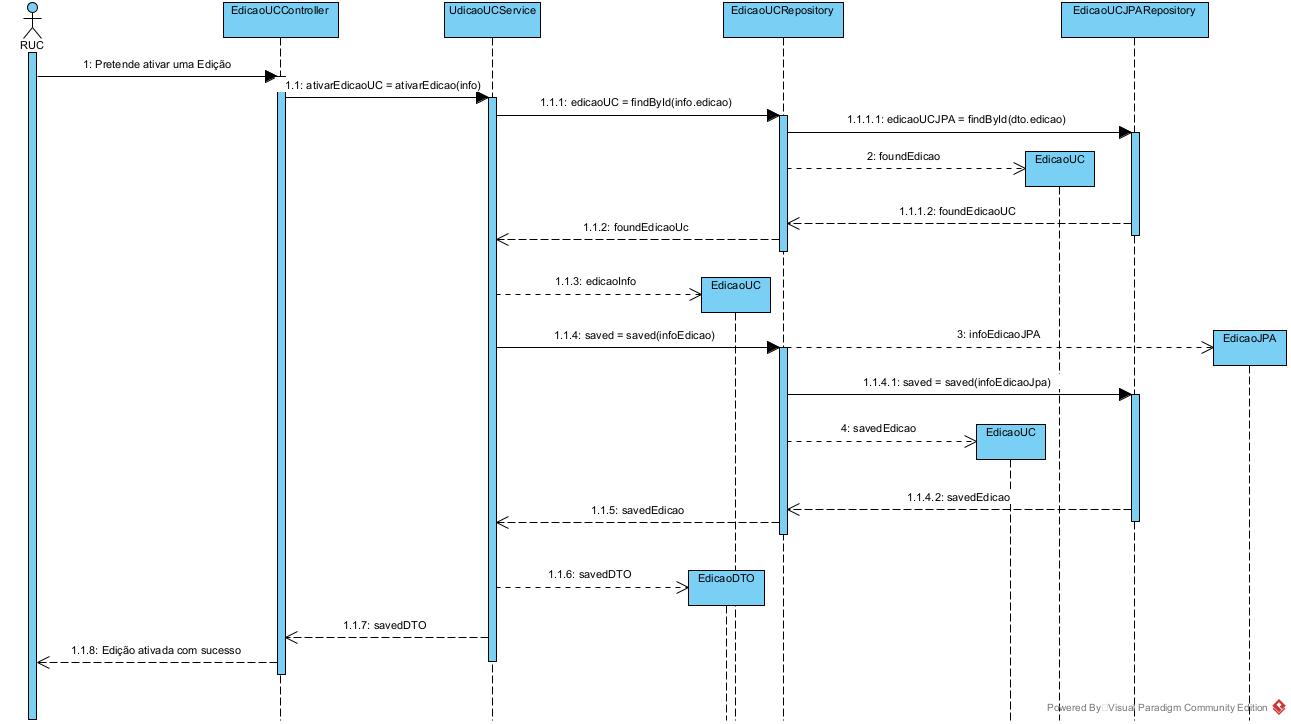 EdicaoUCController
UdicaoUCService
EdicaoUCRepository
EdicaoUCJPARepository
RUC
1: Pretende ativar uma Edição
1.1: ativarEdicaoUC = ativarEdicao(info)
1.1.1: edicaoUC = findById(info.edicao)
1.1.1.1: edicaoUCJPA = findById(dto.edicao)
2: foundEdicao
EdicaoUC
1.1.1.2: foundEdicaoUC
1.1.2: foundEdicaoUc
1.1.3: edicaoInfo
EdicaoUC
1.1.4: saved = saved(infoEdicao)
3: infoEdicaoJPA
EdicaoJPA
1.1.4.1: saved = saved(infoEdicaoJpa)
4: savedEdicao
EdicaoUC
1.1.4.2: savedEdicao
1.1.5: savedEdicao
1.1.6: savedDTO
EdicaoDTO
1.1.7: savedDTO
1.1.8: Edição ativada com sucesso
Powered By Visual Paradigm Community Edition